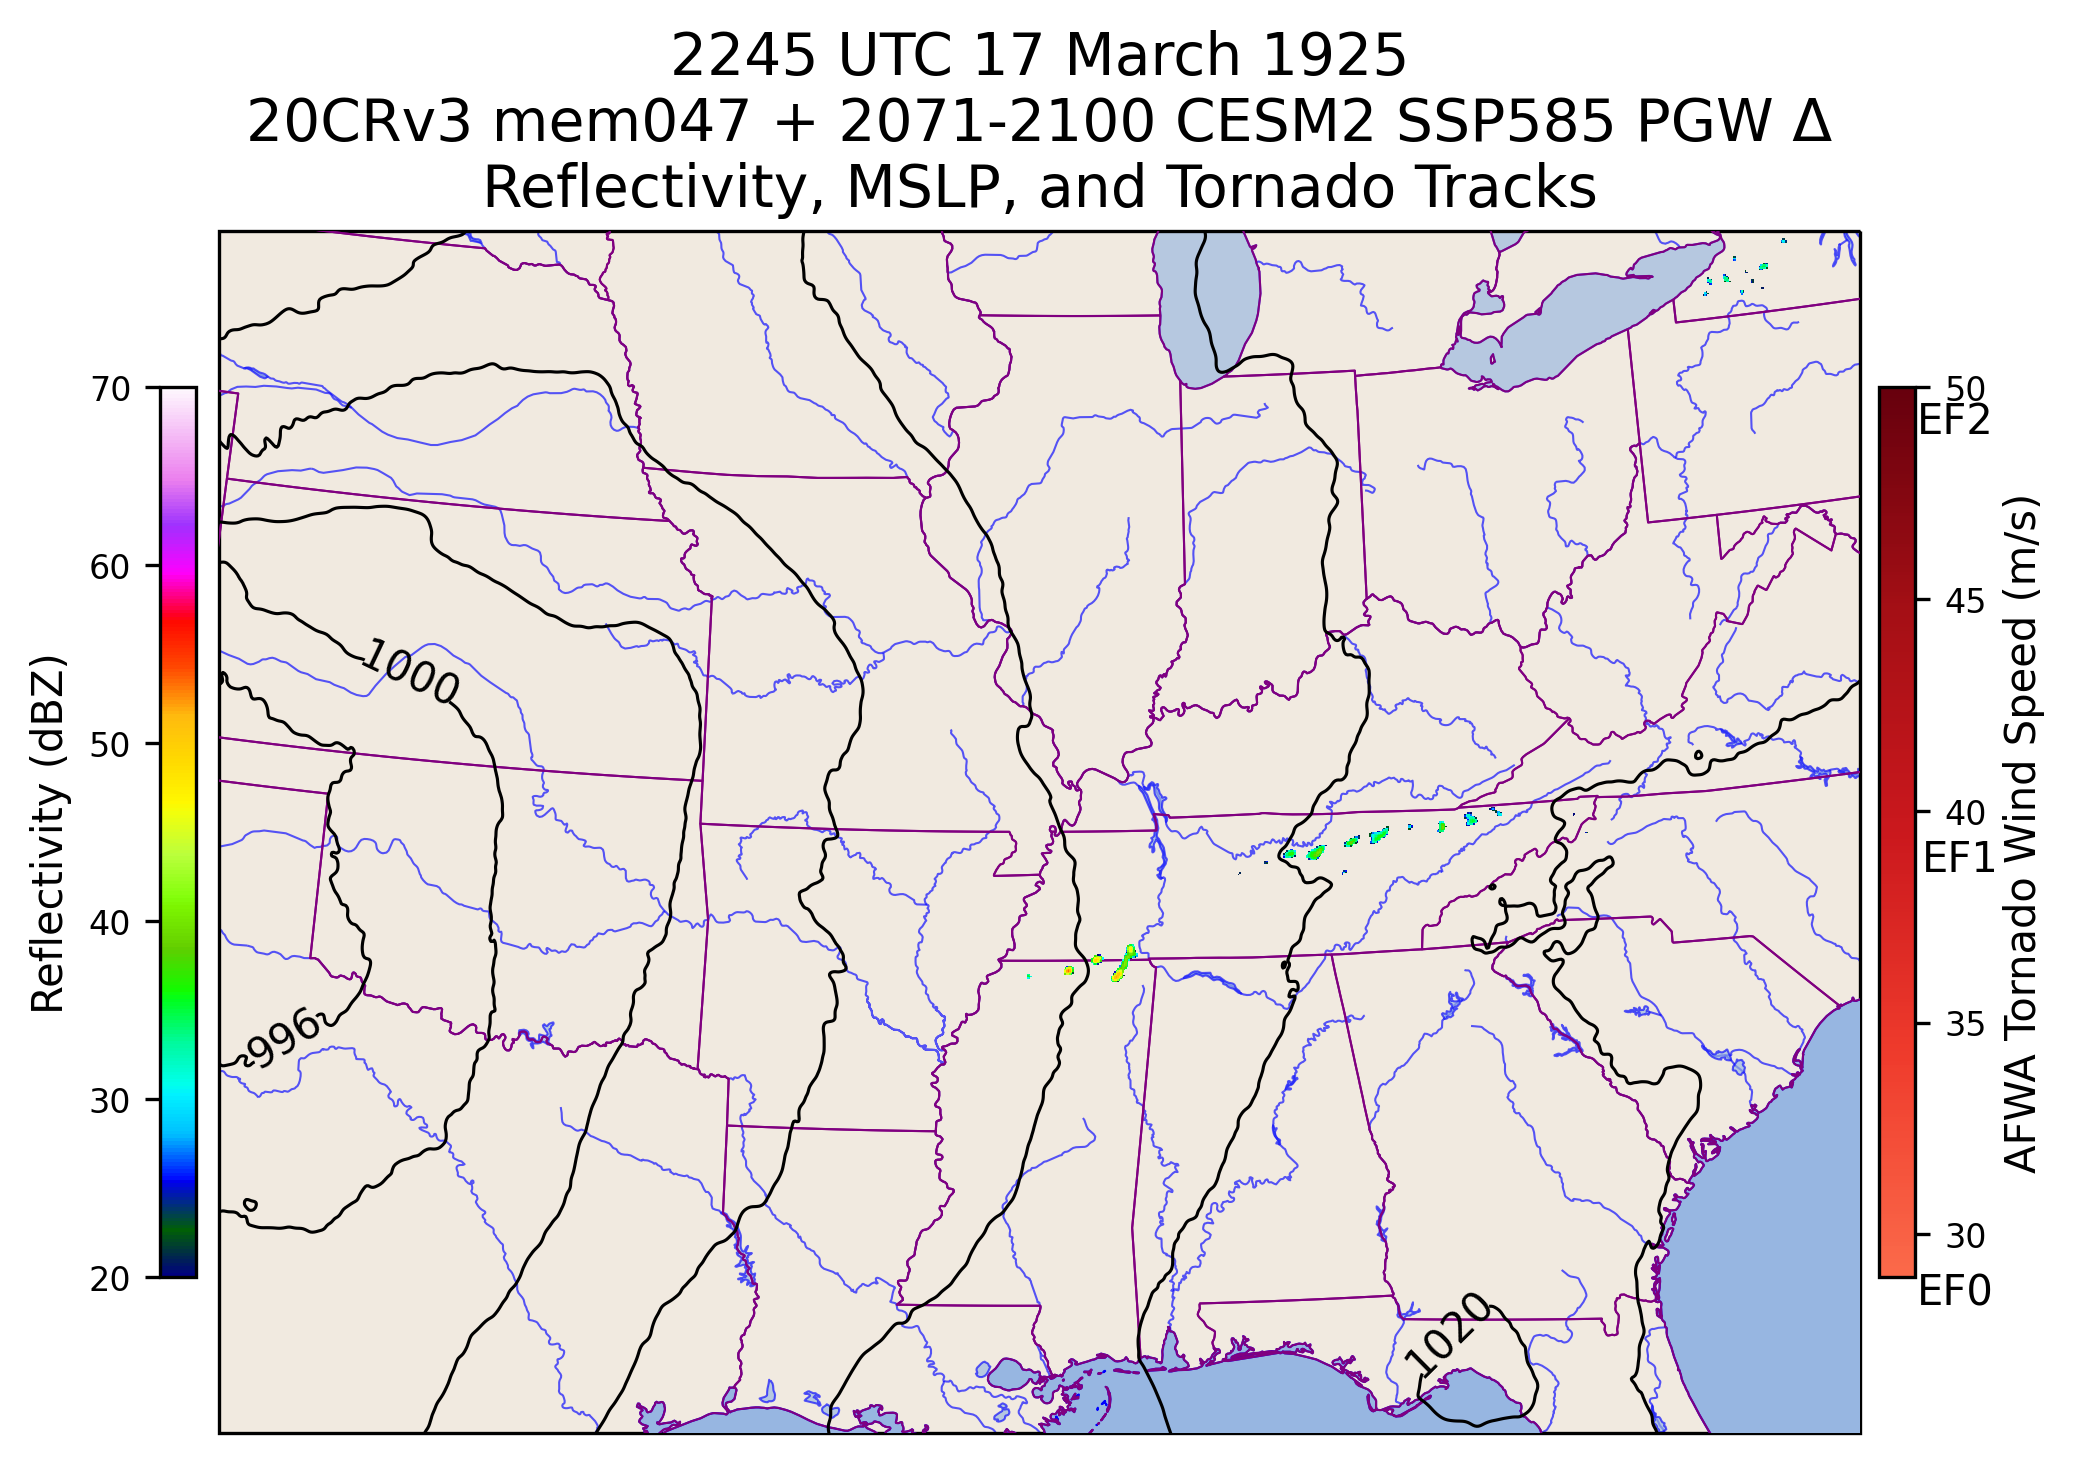 2245 UTC 17 March 1925
20CRv3 mem047 + 2071-2100 CESM2 SSP585 PGW Δ
Reflectivity, MSLP, and Tornado Tracks
70
60
50
40
30
20
Reflectivity (dBZ)
1000
996
1020
50
EF2
45
40
EF1
35
30
EF0
AFWA Tornado Wind Speed (m/s)